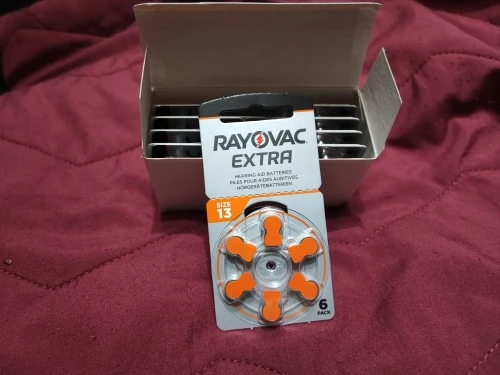 RAYOVAC
EXTRA
HEARING AID BATTERIES
PILES POUR AIDES AUDITIVES
HÖRGERÄTEBATTERIEN
SIZE
13
6
PACK